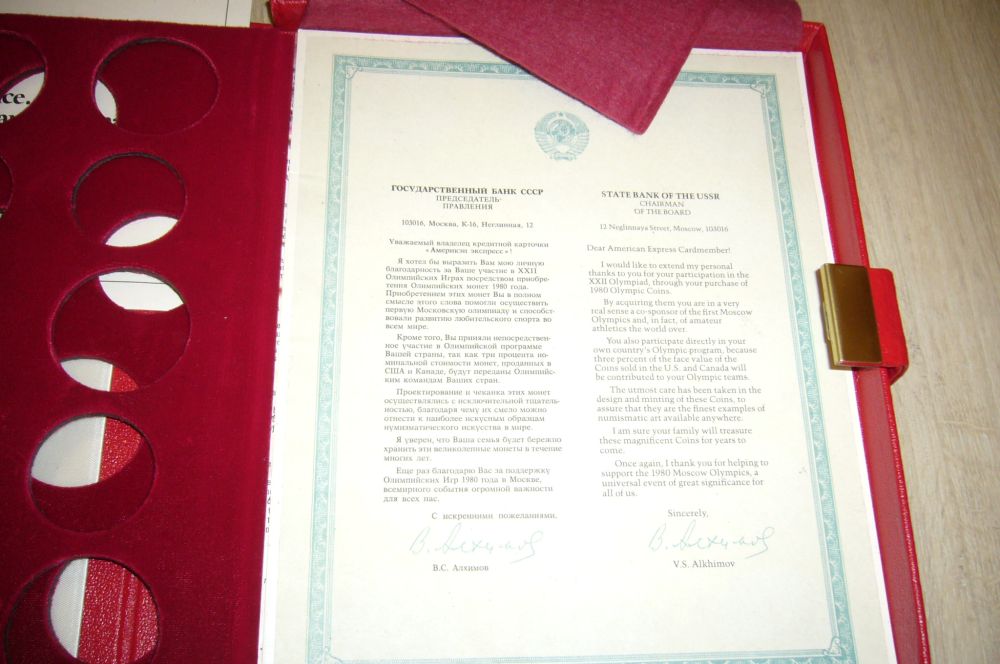 ce.
ГОСУДАРСТВЕННЫЙ БАНК СССР
ПРЕДСЕДАТЕЛЬ
ПРАВЛЕНИЯ
103016, Москва, К-16, Неглинная, 12
Уважаемый владелец кредитной карточки
«Америкэн экспресс»!
Я хотел бы выразить Вам мою личную
благодарность за Ваше участие в XXII
Олимпийских Играх посредством приобре-
тения Олимпийских монет 1980 года.
Приобретением этих монет Вы в полном
смысле этого слова помогли осуществить
первую Московскую олимпиаду и способст-
вовали развитию любительского спорта во
всем мире.
Кроме того, Вы приняли непосредствен-
ное участие в Олимпийской программе
Вашей страны, так как три процента но-
минальной стоимости монет, проданных в
США и Канаде, будут переданы Олимпийс-
ким командам Ваших стран.
Проектирование и чеканка этих монет
осуществлялись с исключительной тщатель-
ностью, благодаря чему их смело можно
отнести к наиболее искусным образцам
нумизматического искусства в мире.
Я уверен, что Ваша семья будет бережно
хранить эти великолепные монеты в течение
многих лет.
Еще раз благодарю Вас за поддержку
Олимпийских Игр 1980 года в Москве,
всемирного события огромной важности
для всех нас.
С искренними пожеланиями,
В. Алхимов
В.С. Алхимов
STATE BANK OF THE USSR
CHAIRMAN
OF THE BOARD
12 Neglinnaya Street, Moscow, 103016
Dear American Express Cardmember!
I would like to extend my personal
thanks to you for your participation in the
XXII Olympiad, through your purchase of
1980 Olympic Coins.
By acquiring them you are in a very
real sense a co-sponsor of the first Moscow
Olympics and, in fact, of amateur
athletics the world over.
You also participate directly in your
own country's Olympic program, because
three percent of the face value of the
Coins sold in the U.S. and Canada will
be contributed to your Olympic teams.
The utmost care has been taken in the
design and minting of these Coins, to
assure that they are the finest examples of
numismatic art available anywhere.
I am sure your family will treasure
these magnificent Coins for years to
come.
Once again, I thank you for helping to
support the 1980 Moscow Olympics, a
universal event of great significance for
all of us.
Sincerely,
В. Алхимов
V.S. Alkhimov